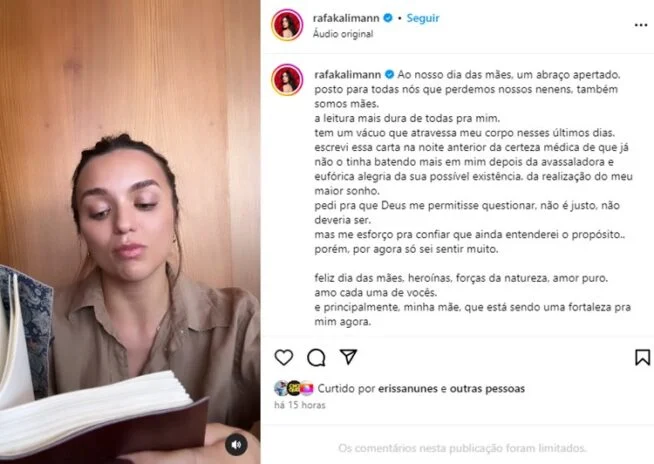 rafakalimann • Seguir
Áudio original
rafakalimann Ao nosso dia das mães, um abraço apertado.
posto para todas nós que perdemos nossos nenens, também
somos mães.
a leitura mais dura de todas pra mim.
tem um vácuo que atravessa meu corpo nesses últimos dias.
escrevi essa carta na noite anterior da certeza médica de que já
não o tinha batendo mais em mim depois da avassaladora e
eufórica alegria da sua possível existência, da realização do meu
maior sonho.
pedi pra que Deus me permitisse questionar, não é justo, não
deveria ser.
mas me esforço pra confiar que ainda entenderei o propósito..
porém, por agora só sei sentir muito.
feliz dia das mães, heroínas, forças da natureza, amor puro.
amo cada uma de vocês.
e principalmente, minha mãe, que está sendo uma fortaleza pra
mim agora.
Curtido por erissanunes e outras pessoas
há 15 horas
Os comentários nesta publicação foram limitados.